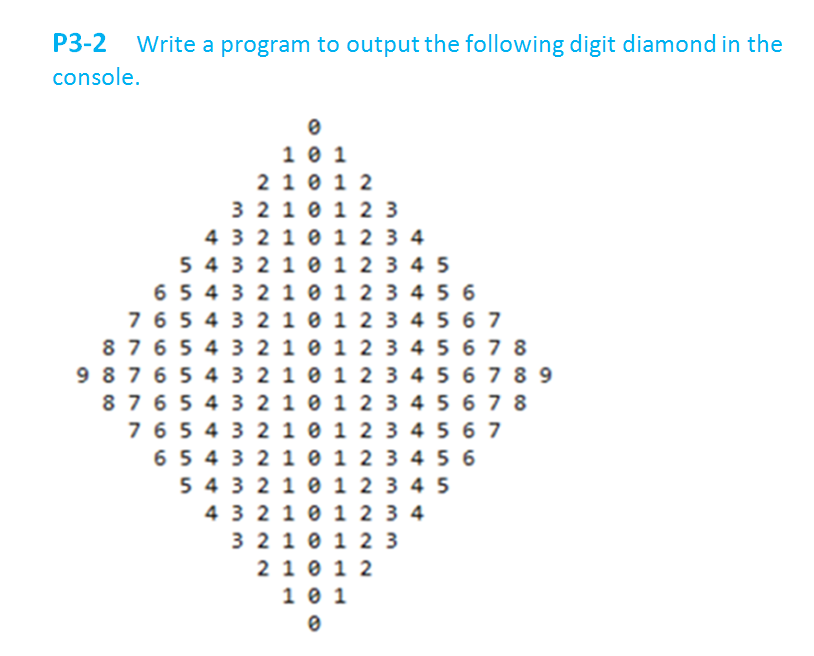 P3-2 Write a program to output the following digit diamond in the
console.
0
1 0 1
2 1 0 1 2
3 2 1 0 1 2 3
4 3 2 1 0 1 2 3 4
5 4 3 2 1 0 1 2 3 4 5
6 5 4 3 2 1 0 1 2 3 4 5 6
7 6 5 4 3 2 1 0 1 2 3 4 5 6 7
8 7 6 5 4 3 2 1 0 1 2 3 4 5 6 7 8
9 8 7 6 5 4 3 2 1 0 1 2 3 4 5 6 7 8 9
8 7 6 5 4 3 2 1 0 1 2 3 4 5 6 7 8
7 6 5 4 3 2 1 0 1 2 3 4 5 6 7
6 5 4 3 2 1 0 1 2 3 4 5 6
5 4 3 2 1 0 1 2 3 4 5
4 3 2 1 0 1 2 3 4
3 2 1 0 1 2 3
2 1 0 1 2
1 0 1
0